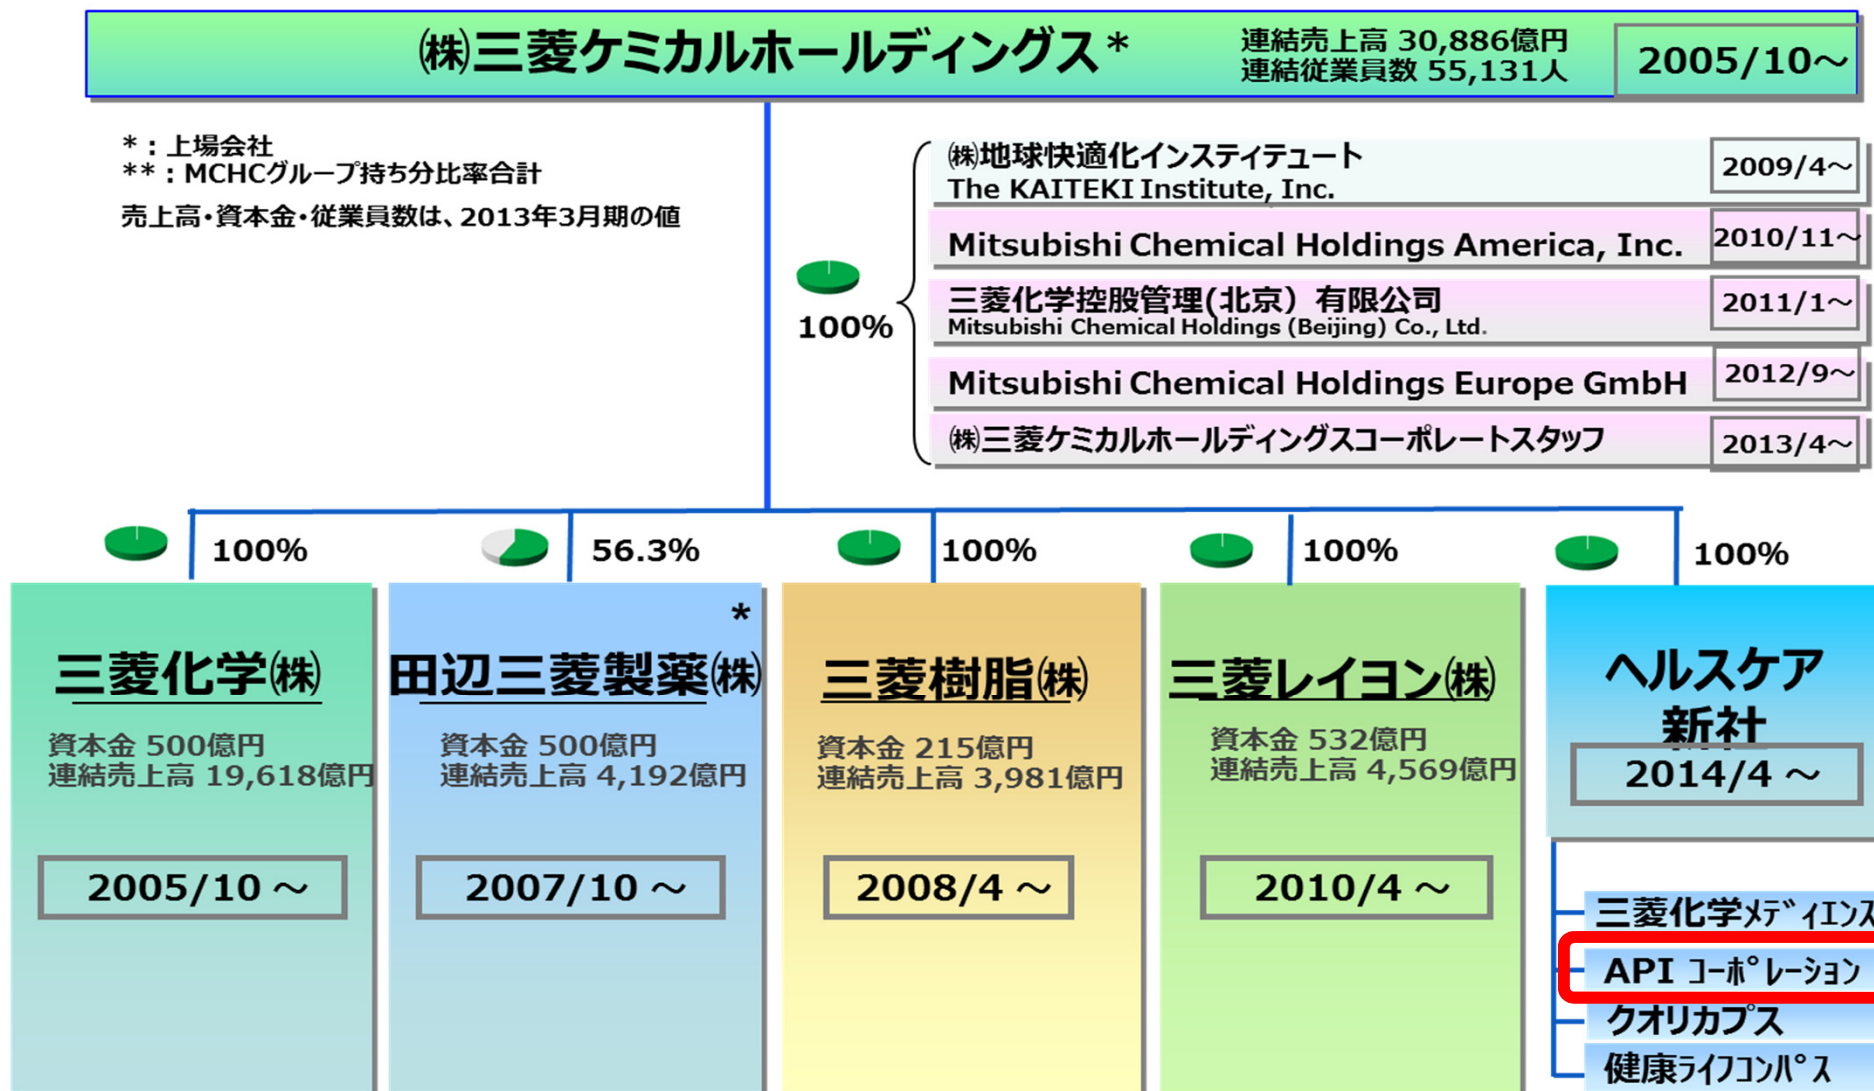 ㈱三菱ケミカルホールディングス*
連結売上高 30,886億円
連結従業員数 55,131人
2005/10～
*：上場会社
**：MCHCグループ持ち分比率合計
売上高・資本金・従業員数は、2013年3月期の値
100%
㈱地球快適化インスティテュート
The KAITEKI Institute, Inc.
2009/4～
Mitsubishi Chemical Holdings America, Inc.
2010/11～
三菱化学控股管理(北京）有限公司
Mitsubishi Chemical Holdings (Beijing) Co., Ltd.
2011/1～
Mitsubishi Chemical Holdings Europe GmbH
2012/9～
㈱三菱ケミカルホールディングスコーポレートスタッフ
2013/4～
100%
三菱化学㈱
資本金 500億円
連結売上高 19,618億円
2005/10 ～
56.3%
*
田辺三菱製薬㈱
資本金 500億円
連結売上高 4,192億円
2007/10 ～
100%
三菱樹脂㈱
資本金 215億円
連結売上高 3,981億円
2008/4 ～
100%
三菱レイヨン㈱
資本金 532億円
連結売上高 4,569億円
2010/4 ～
100%
ヘルスケア
新社
2014/4 ～
三菱化学ﾒﾃﾞｨｴﾝｽ
API ｺｰﾎﾟﾚｰｼｮﾝ
クオリカプス
健康ﾗｲﾌｺﾝﾊﾟｽ